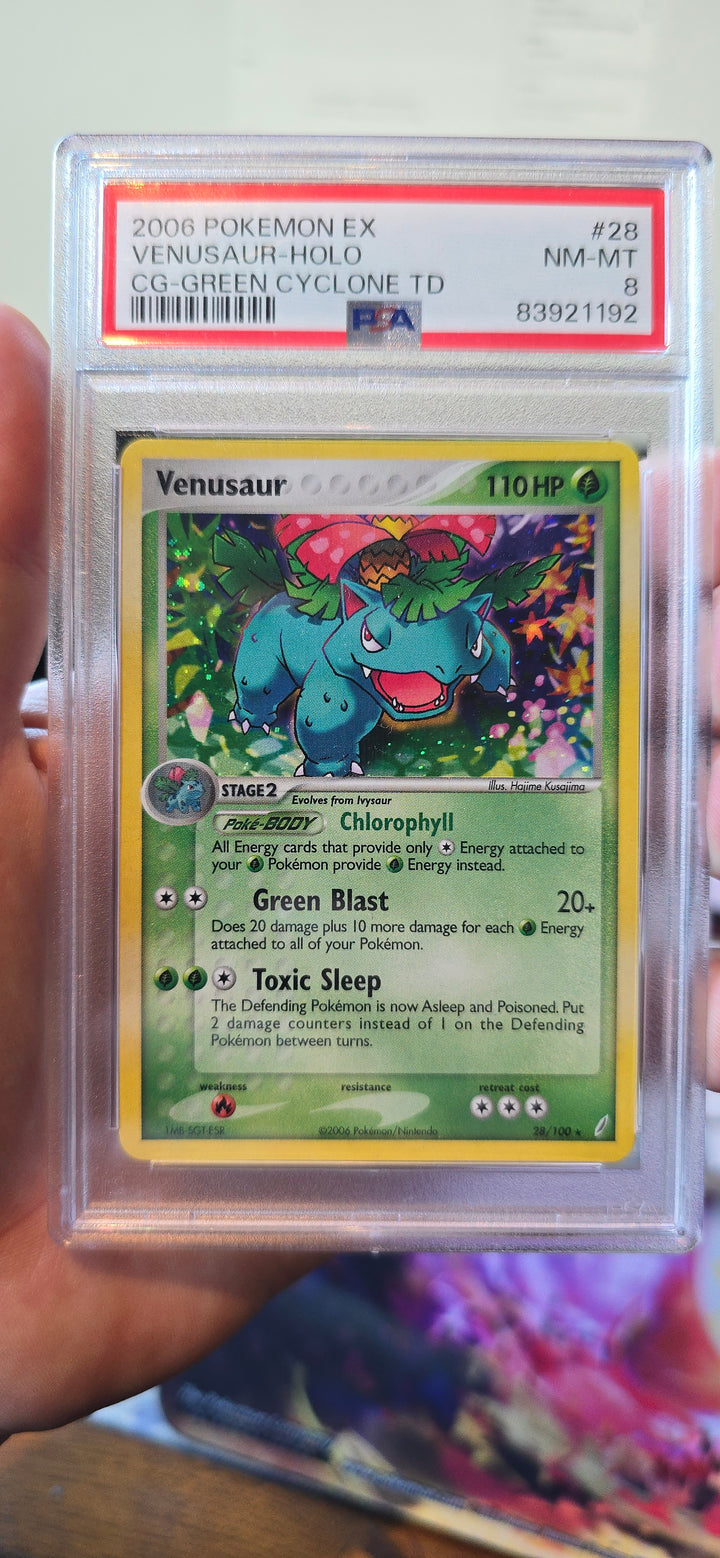 2006 POKEMON EX #28
VENUSAUR-HOLO NM-MT
CG-GREEN CYCLONE TD 8
PSA 83921192
Venusaur 110 HP
STAGE 2 Illus. Hajime Kusajima
Evolves from Ivysaur
Poké-BODY Chlorophyll
All Energy cards that provide only Energy attached to
your Pokémon provide Energy instead.
Green Blast 20+
Does 20 damage plus 10 more damage for each Energy
attached to all of your Pokémon.
Toxic Sleep
The Defending Pokémon is now Asleep and Poisoned. Put
2 damage counters instead of 1 on the Defending
Pokémon between turns.
weakness resistance retreat cost
©2006 Pokémon/Nintendo 28/100 ★